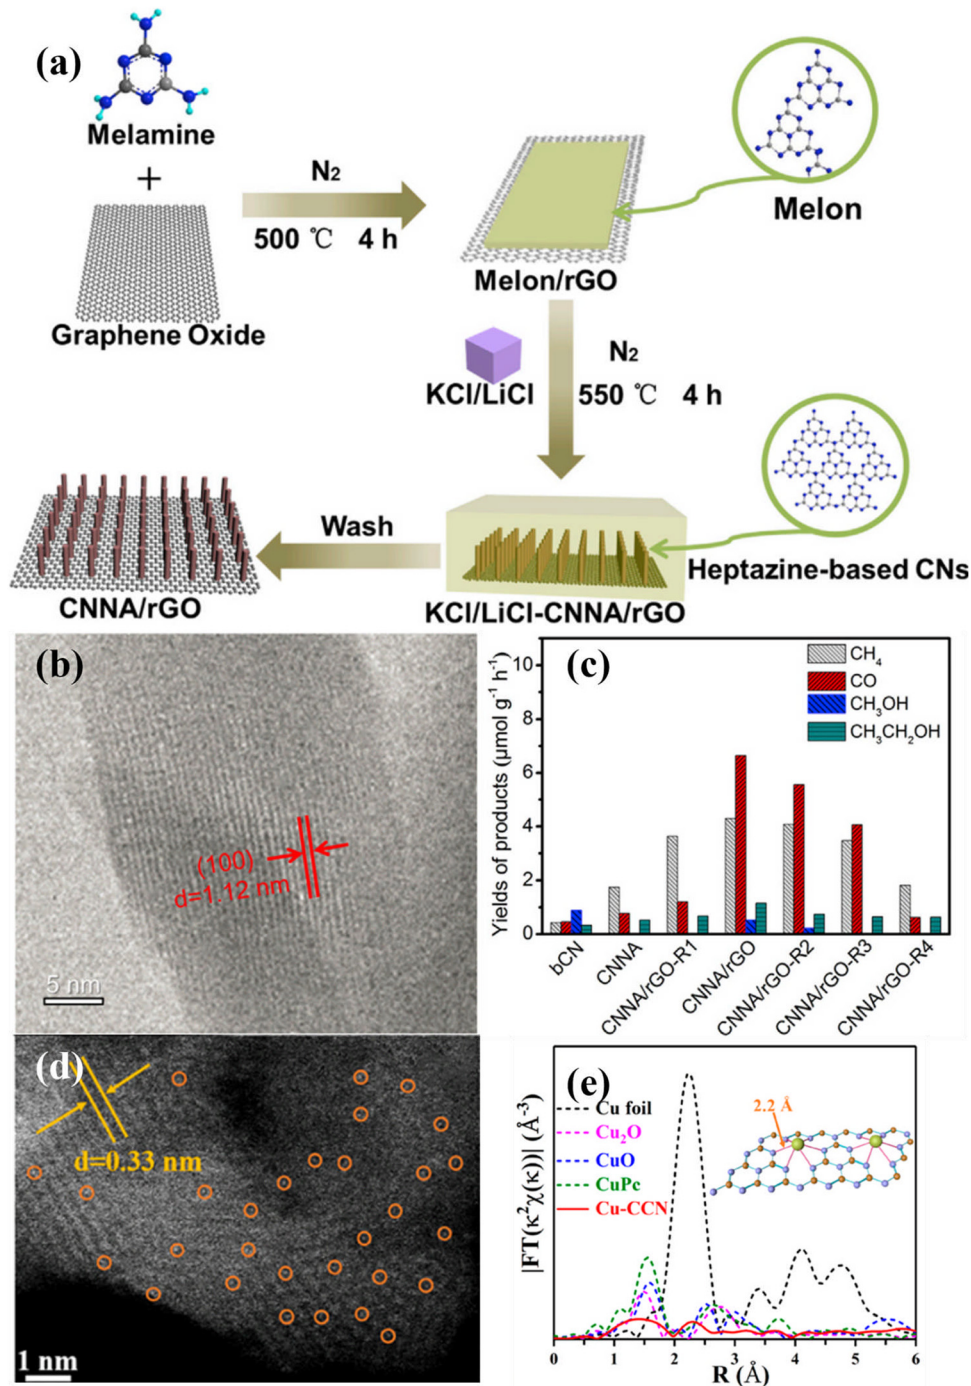 (a)
Melamine
+
Graphene Oxide
N₂
500 ℃ 4 h
Melon/rGO
Melon
KCl/LiCl
N₂
550 ℃ 4 h
Heptazine-based CNs
KCl/LiCl-CNNA/rGO
Wash
CNNA/rGO
(b)
(100)
d=1.12 nm
5 nm
(c)
Yields of products (μmol g⁻¹ h⁻¹)
10
8
6
4
2
0
CH₄
CO
CH₃OH
CH₃CH₂OH
bCN
CNNA
CNNA/rGO-R1
CNNA/rGO
CNNA/rGO-R2
CNNA/rGO-R3
CNNA/rGO-R4
(d)
d=0.33 nm
1 nm
(e)
|FT(κ²χ(κ))| (Å⁻³)
Cu foil
Cu₂O
CuO
CuPc
Cu-CCN
2.2 Å
0 1 2 3 4 5 6
R (Å)